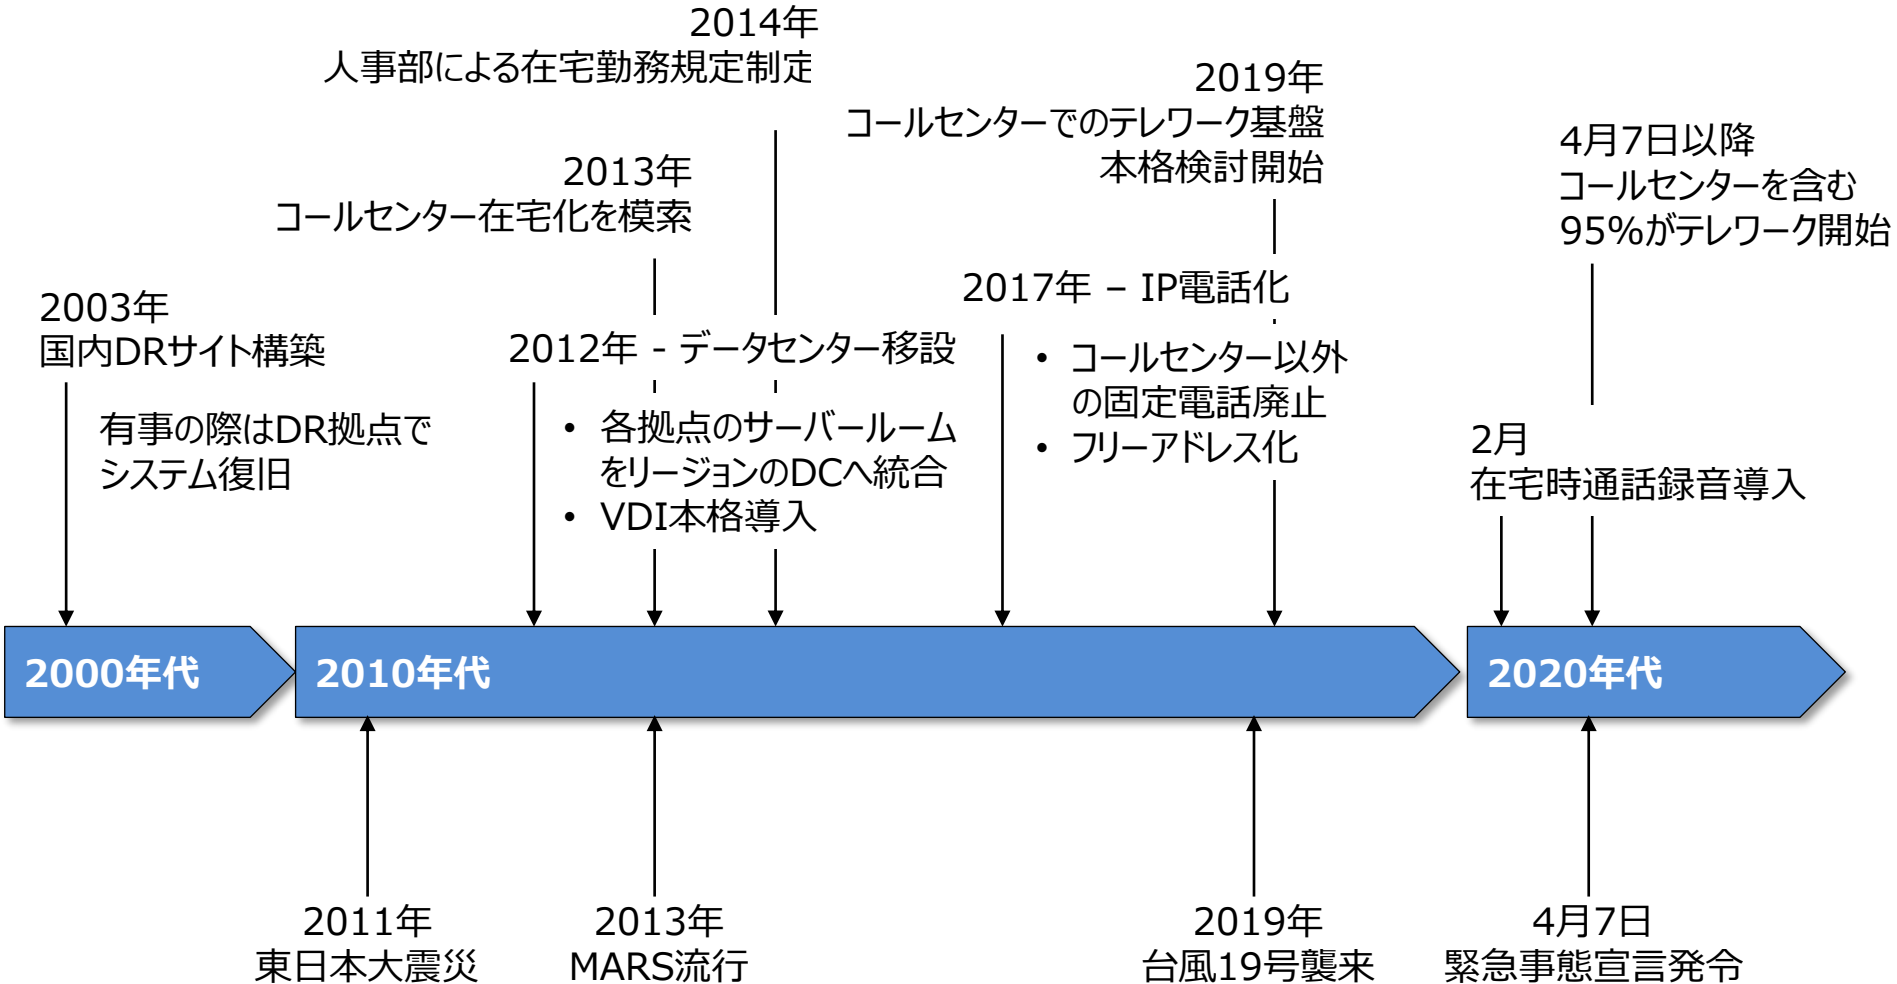 2014年
人事部による在宅勤務規定制定
2019年
コールセンターでのテレワーク基盤
本格検討開始
4月7日以降
コールセンターを含む
95%がテレワーク開始
2013年
コールセンター在宅化を模索
2017年 – IP電話化
• コールセンター以外
の固定電話廃止
• フリーアドレス化
2003年
国内DRサイト構築
有事の際はDR拠点で
システム復旧
2012年 - データセンター移設
• 各拠点のサーバールーム
をリージョンのDCへ統合
• VDI本格導入
2月
在宅時通話録音導入
2000年代
2010年代
2020年代
2011年
東日本大震災
2013年
MARS流行
2019年
台風19号襲来
4月7日
緊急事態宣言発令